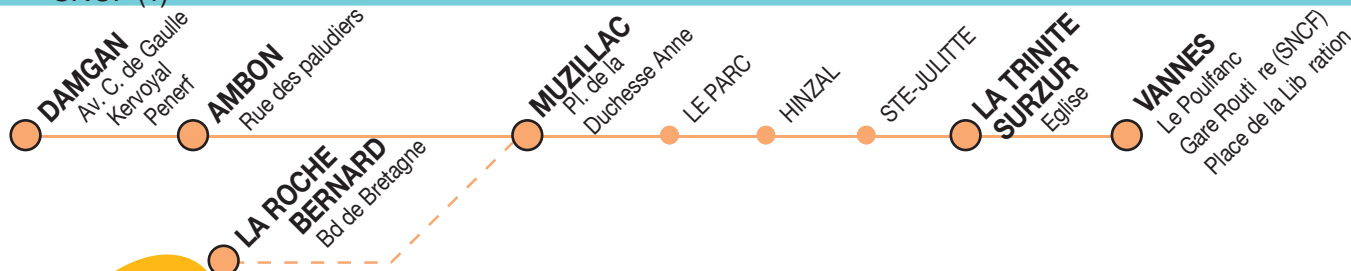 DAMGAN
Av. C. de Gaulle
Kervoyal
Penerf
AMBON
Rue des paludiers
MUZILLAC
Pl. de la
Duchesse Anne
LE PARC
HINZAL
STE-JULITTE
LA TRINITE
SURZUR
Eglise
VANNES
Le Poulfanc
Gare Routi re (SNCF)
Place de la Lib ration
LA ROCHE
BERNARD
Bd de Bretagne